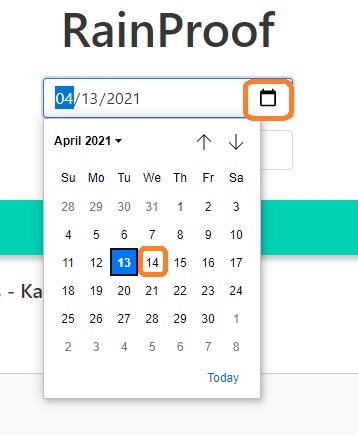 RainProof
04/13/2021
April 2021
Su Mo Tu We Th Fr Sa
28 29 30 31 1 2 3
4 5 6 7 8 9 10
11 12 13 14 15 16 17
18 19 20 21 22 23 24
25 26 27 28 29 30 1
2 3 4 5 6 7 8
- Ka
Today